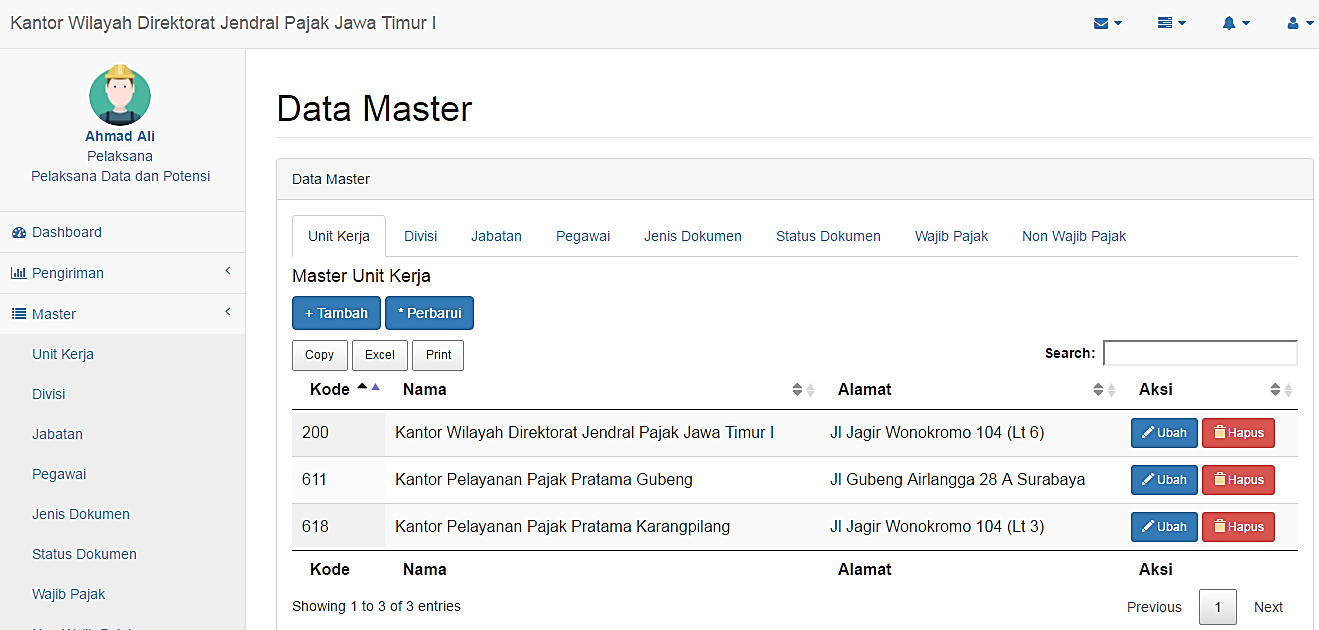 Kantor Wilayah Direktorat Jendral Pajak Jawa Timur I
Ahmad Ali
Pelaksana
Pelaksana Data dan Potensi
Dashboard
Pengiriman
Master
Unit Kerja
Divisi
Jabatan
Pegawai
Jenis Dokumen
Status Dokumen
Wajib Pajak
Data Master
Data Master
Unit Kerja Divisi Jabatan Pegawai Jenis Dokumen Status Dokumen Wajib Pajak Non Wajib Pajak
Master Unit Kerja
+ Tambah * Perbarui
Copy Excel Print Search:
Kode Nama Alamat Aksi
200 Kantor Wilayah Direktorat Jendral Pajak Jawa Timur I Jl Jagir Wonokromo 104 (Lt 6) Ubah Hapus
611 Kantor Pelayanan Pajak Pratama Gubeng Jl Gubeng Airlangga 28 A Surabaya Ubah Hapus
618 Kantor Pelayanan Pajak Pratama Karangpilang Jl Jagir Wonokromo 104 (Lt 3) Ubah Hapus
Kode Nama Alamat Aksi
Showing 1 to 3 of 3 entries Previous 1 Next